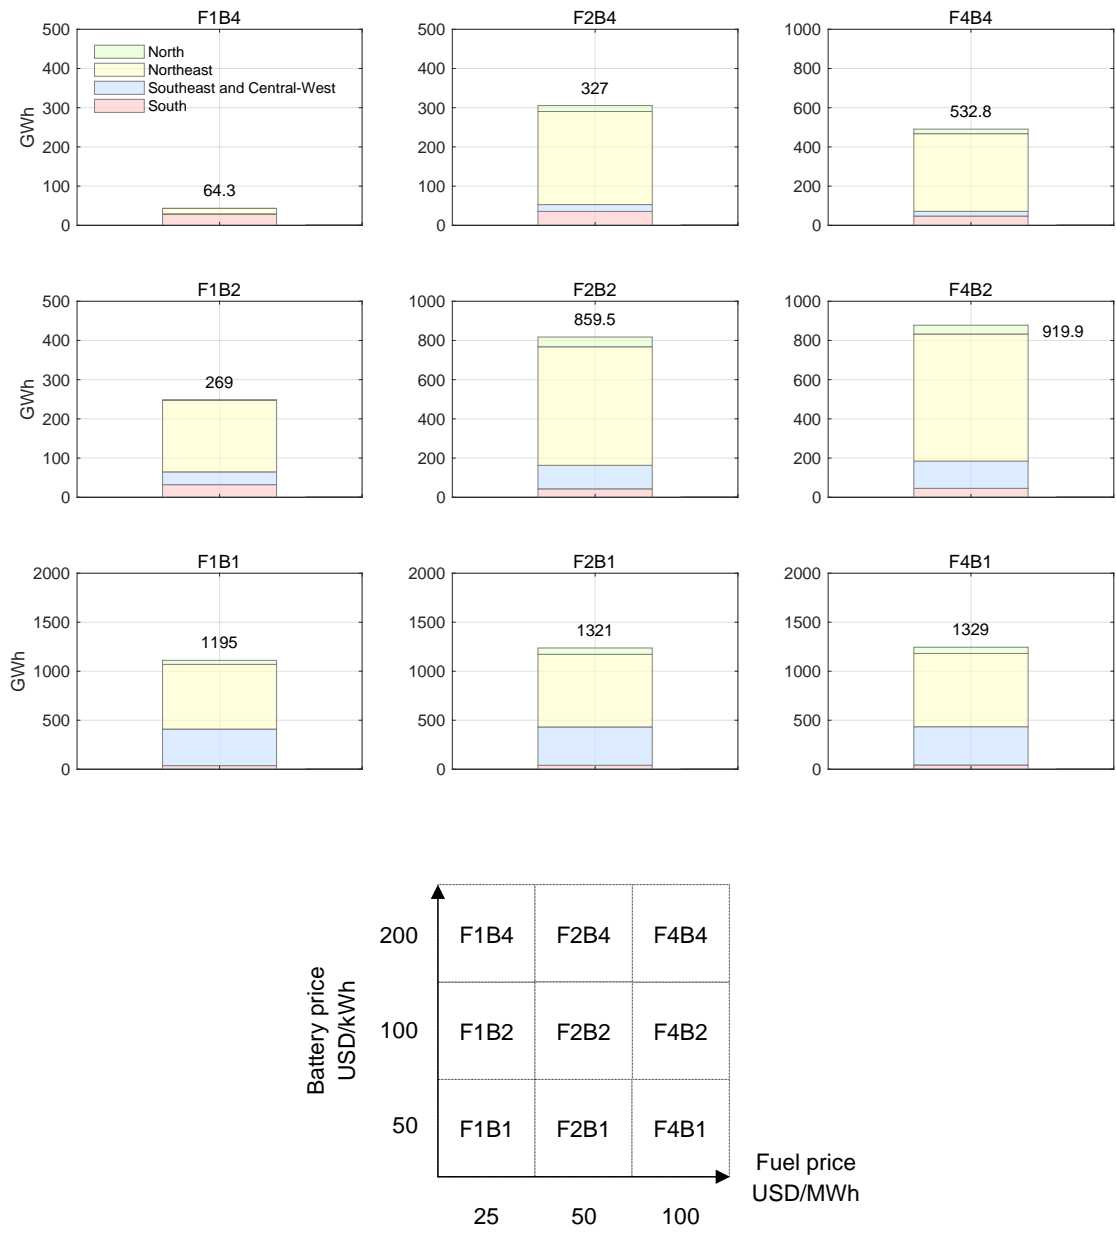 F1B4
F2B4
F4B4
500
400
300
200
100
0
GWh
North
Northeast
Southeast and Central-West
South
64.3
500
400
300
200
100
0
327
1000
800
600
400
200
0
532.8
F1B2
F2B2
F4B2
500
400
300
200
100
0
GWh
269
1000
800
600
400
200
0
859.5
1000
800
600
400
200
0
919.9
F1B1
F2B1
F4B1
2000
1500
1000
500
0
GWh
1195
2000
1500
1000
500
0
1321
2000
1500
1000
500
0
1329
Battery price
USD/kWh
200
F1B4
F2B4
F4B4
100
F1B2
F2B2
F4B2
50
F1B1
F2B1
F4B1
Fuel price
USD/MWh
25
50
100